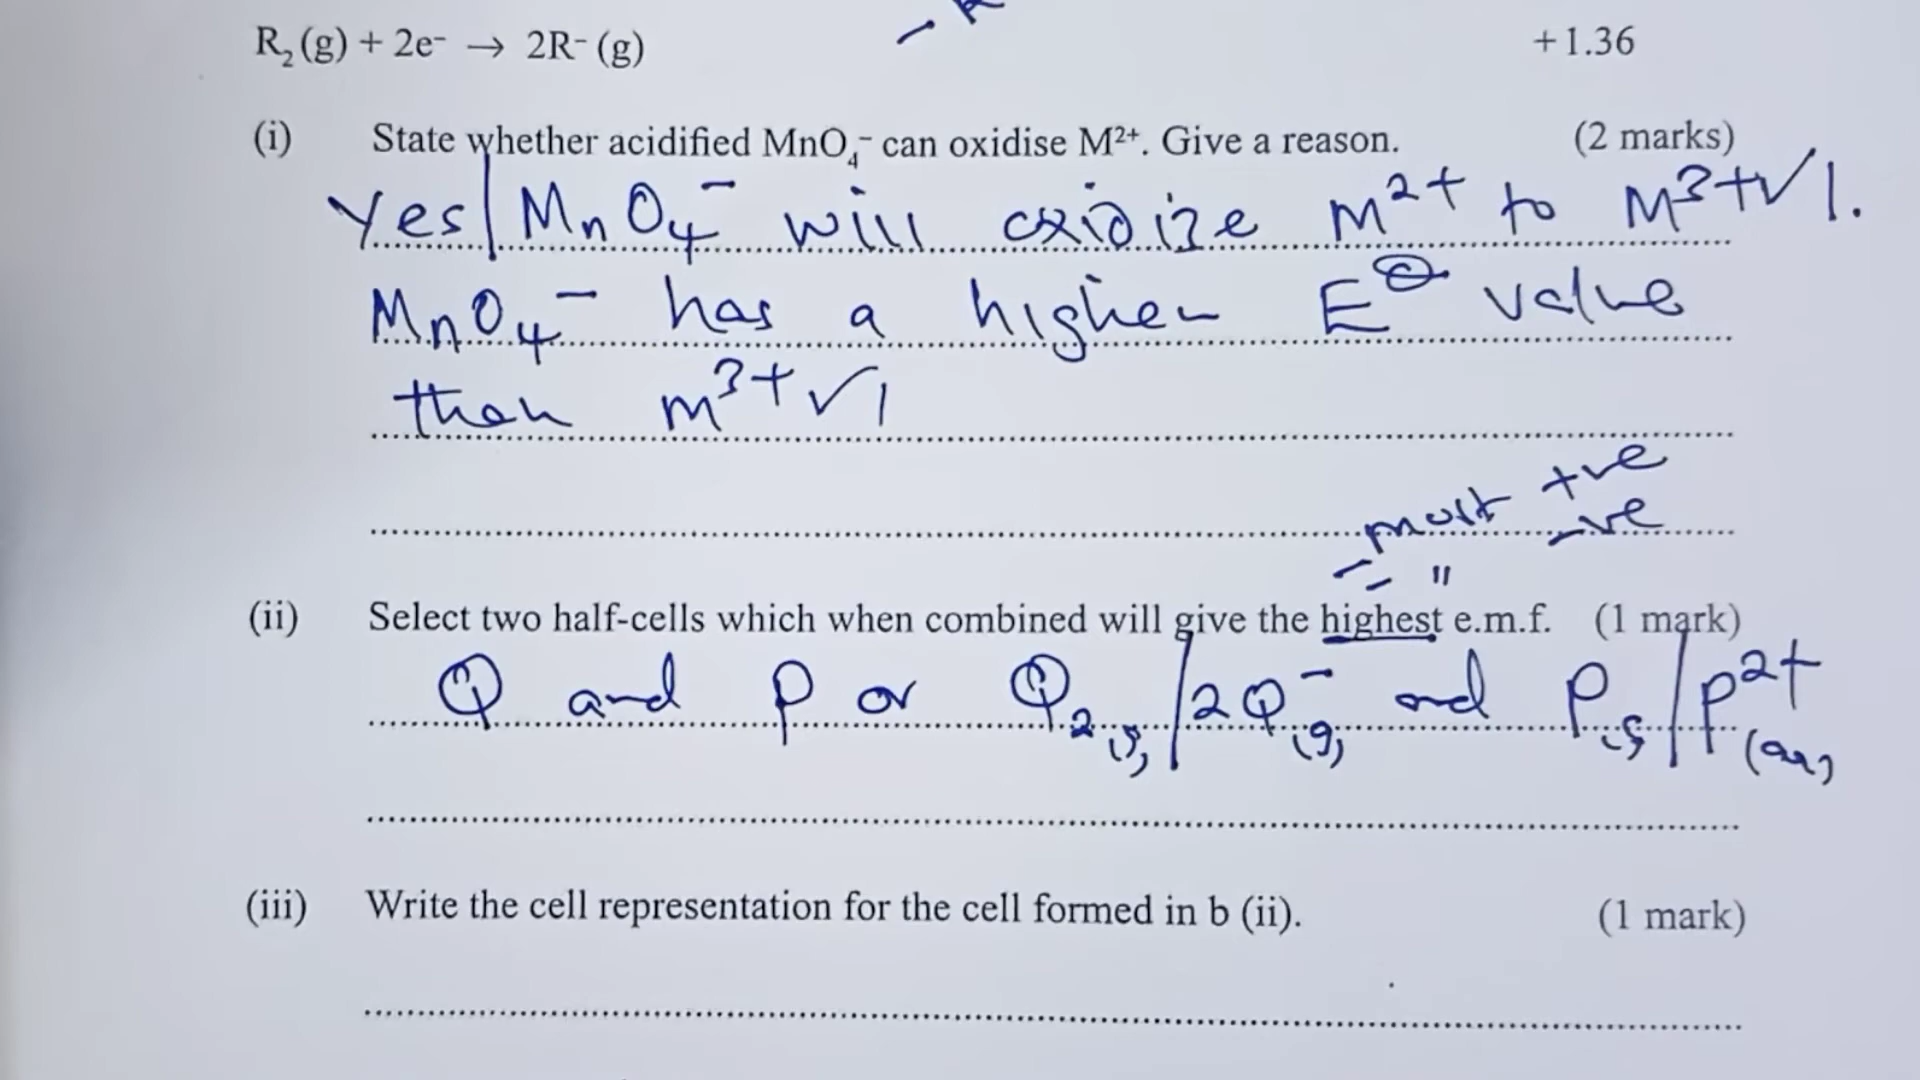 R₂(g) + 2e⁻ → 2R⁻(g) +1.36
(i) State whether acidified MnO₄⁻ can oxidise M²⁺. Give a reason. (2 marks)
Yes/MnO₄⁻ will oxidize M²⁺ to M³⁺✓1.
MnO₄⁻ has a higher E^⊖ value
than M³⁺✓1
- most +ve
- " -ve
(ii) Select two half-cells which when combined will give the highest e.m.f. (1 mark)
Q and P or Q₂(g)/2Q⁻(g) and P(s)/P²⁺(aq)
(iii) Write the cell representation for the cell formed in b (ii). (1 mark)